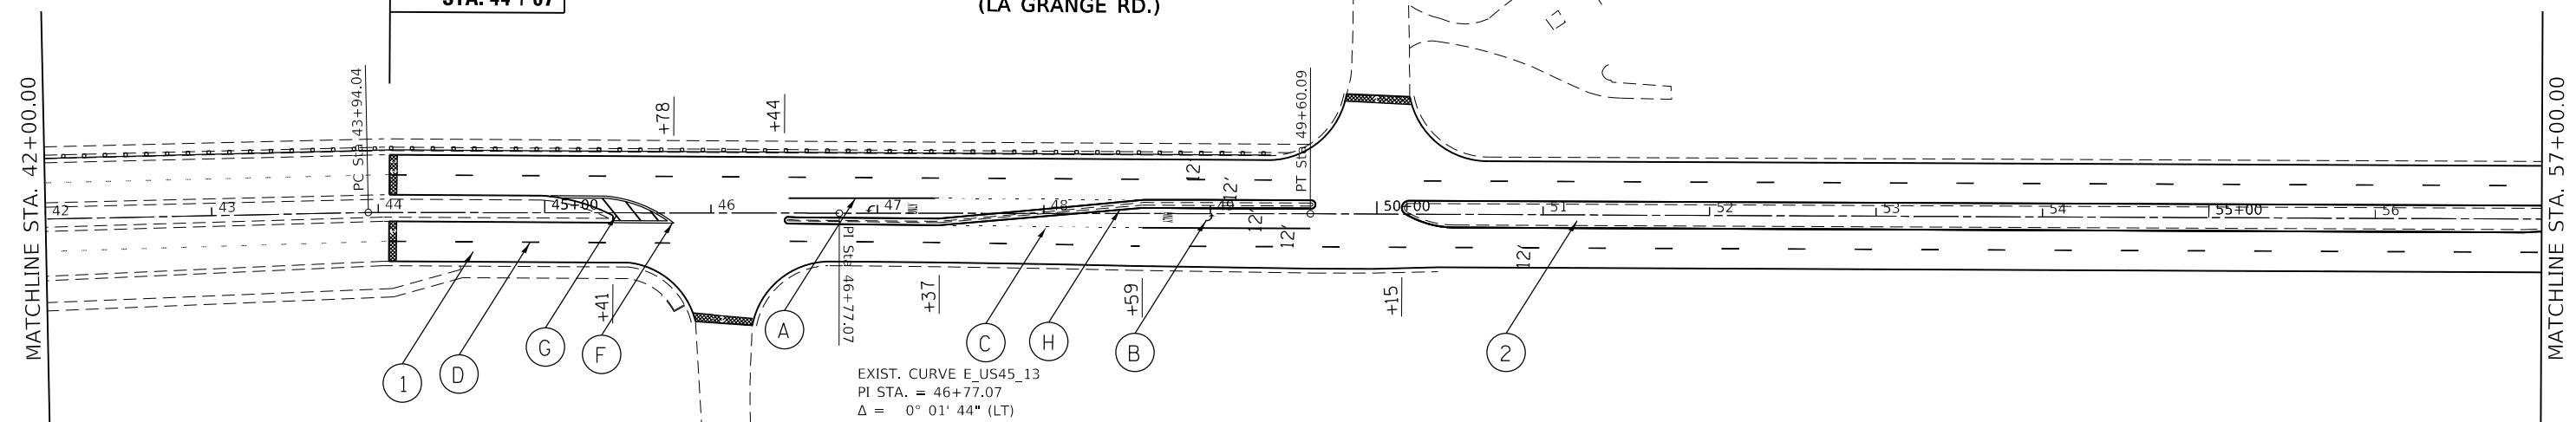 STA. 44 + 07
(LA GRANGE RD.)
MATCHLINE STA. 42+00.00
PC Sta 43+94.04
+78
+44
PT Sta 49+60.09
MATCHLINE STA. 57+00.00
12'
12'
42
43
44
45+00
46
47
48
49
50+00
51
52
53
54
55+00
56
12'
12'
12'
PI Sta 46+77.07
+41
+37
+59
+15
1
D
G
F
A
C
H
B
2
EXIST. CURVE E_US45_13
PI STA. = 46+77.07
Δ = 0° 01' 44" (LT)